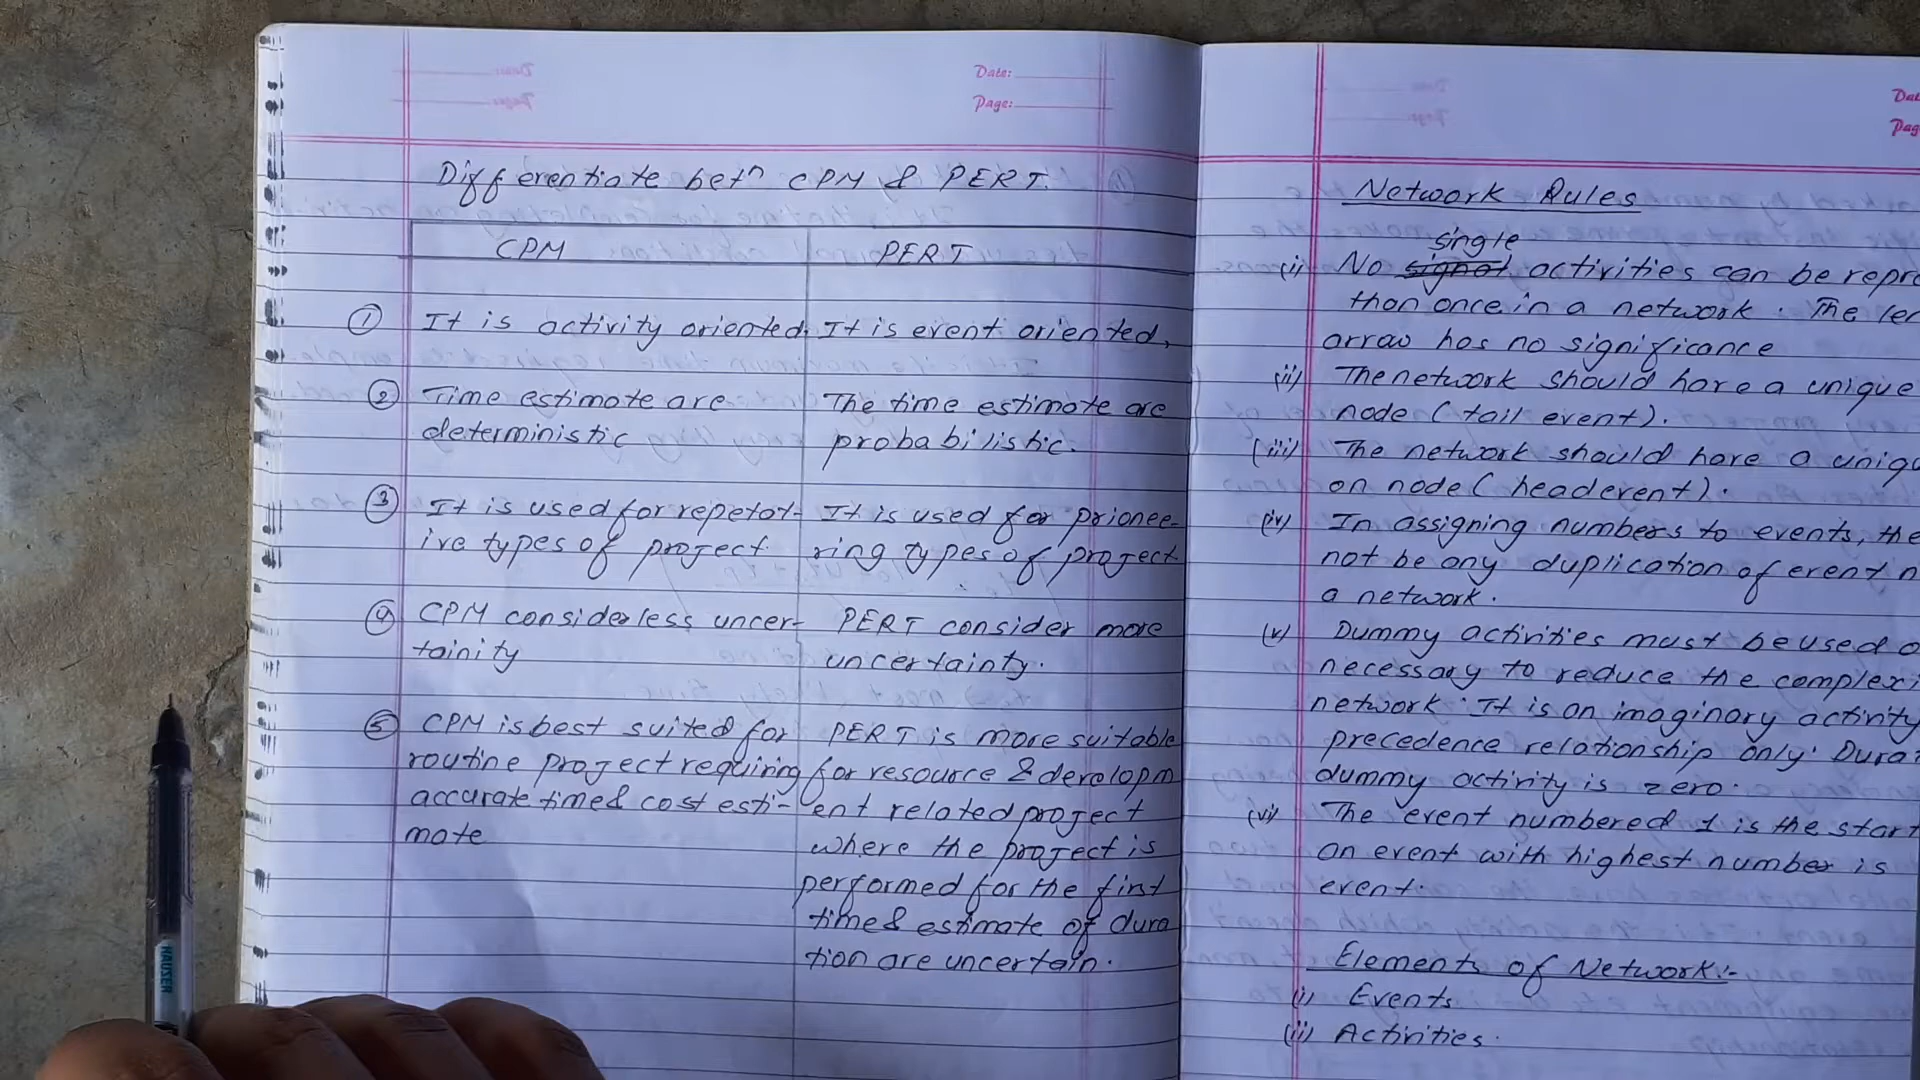 Date:
Page:
Differentiate betn CPM & PERT.
CPM PERT
① It is activity oriented. It is event oriented,
② Time estimate are The time estimate are
deterministic probabilistic.
③ It is used for repetat- It is used for prionee-
ive types of project. ring types of project.
④ CPM consider less uncer- PERT consider more
tainity uncertainty.
⑤ CPM is best suited for PERT is more suitable
routine project requiring for resource & developm
accurate time & cost esti- ent related project
mate where the project is
performed for the first
time & estimate of dura
tion are uncertain.
HAUSER
Dat
Pag
Network Rules
single
(i) No activities can be repre
than once in a network. The len
arrow has no significance
(ii) The network should have a unique
node (tail event).
(iii) The network should have a uniqu
on node (head event).
(iv) In assigning numbers to events, the
not be any duplication of event n
a network.
(v) Dummy activities must be used o
necessary to reduce the complexi
network. It is an imaginary activity
precedence relationship only. Dura
dummy activity is zero.
(vi) The event numbered 1 is the start
an event with highest number is
event.
Elements of Network:-
(i) Events
(ii) Activities.